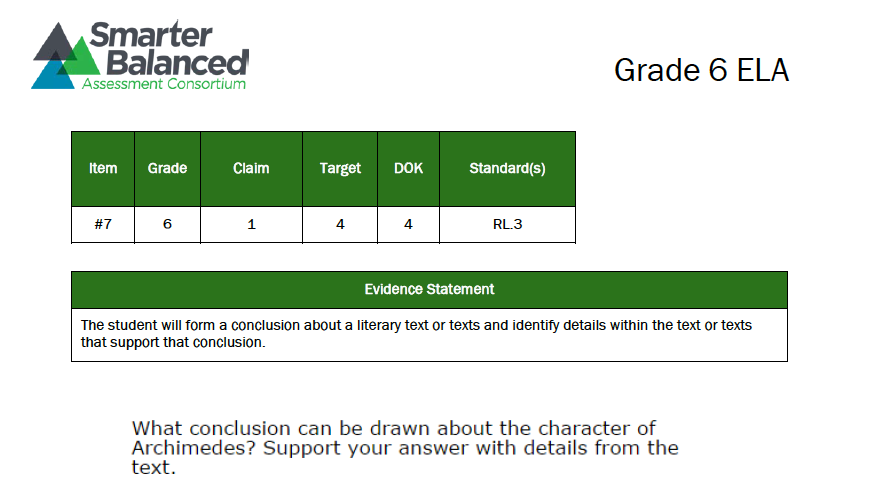 Smarter
Balanced
Assessment Consortium
Grade 6 ELA
Item Grade Claim Target DOK Standard(s)
#7 6 1 4 4 RL.3
Evidence Statement
The student will form a conclusion about a literary text or texts and identify details within the text or texts
that support that conclusion.
What conclusion can be drawn about the character of
Archimedes? Support your answer with details from the
text.